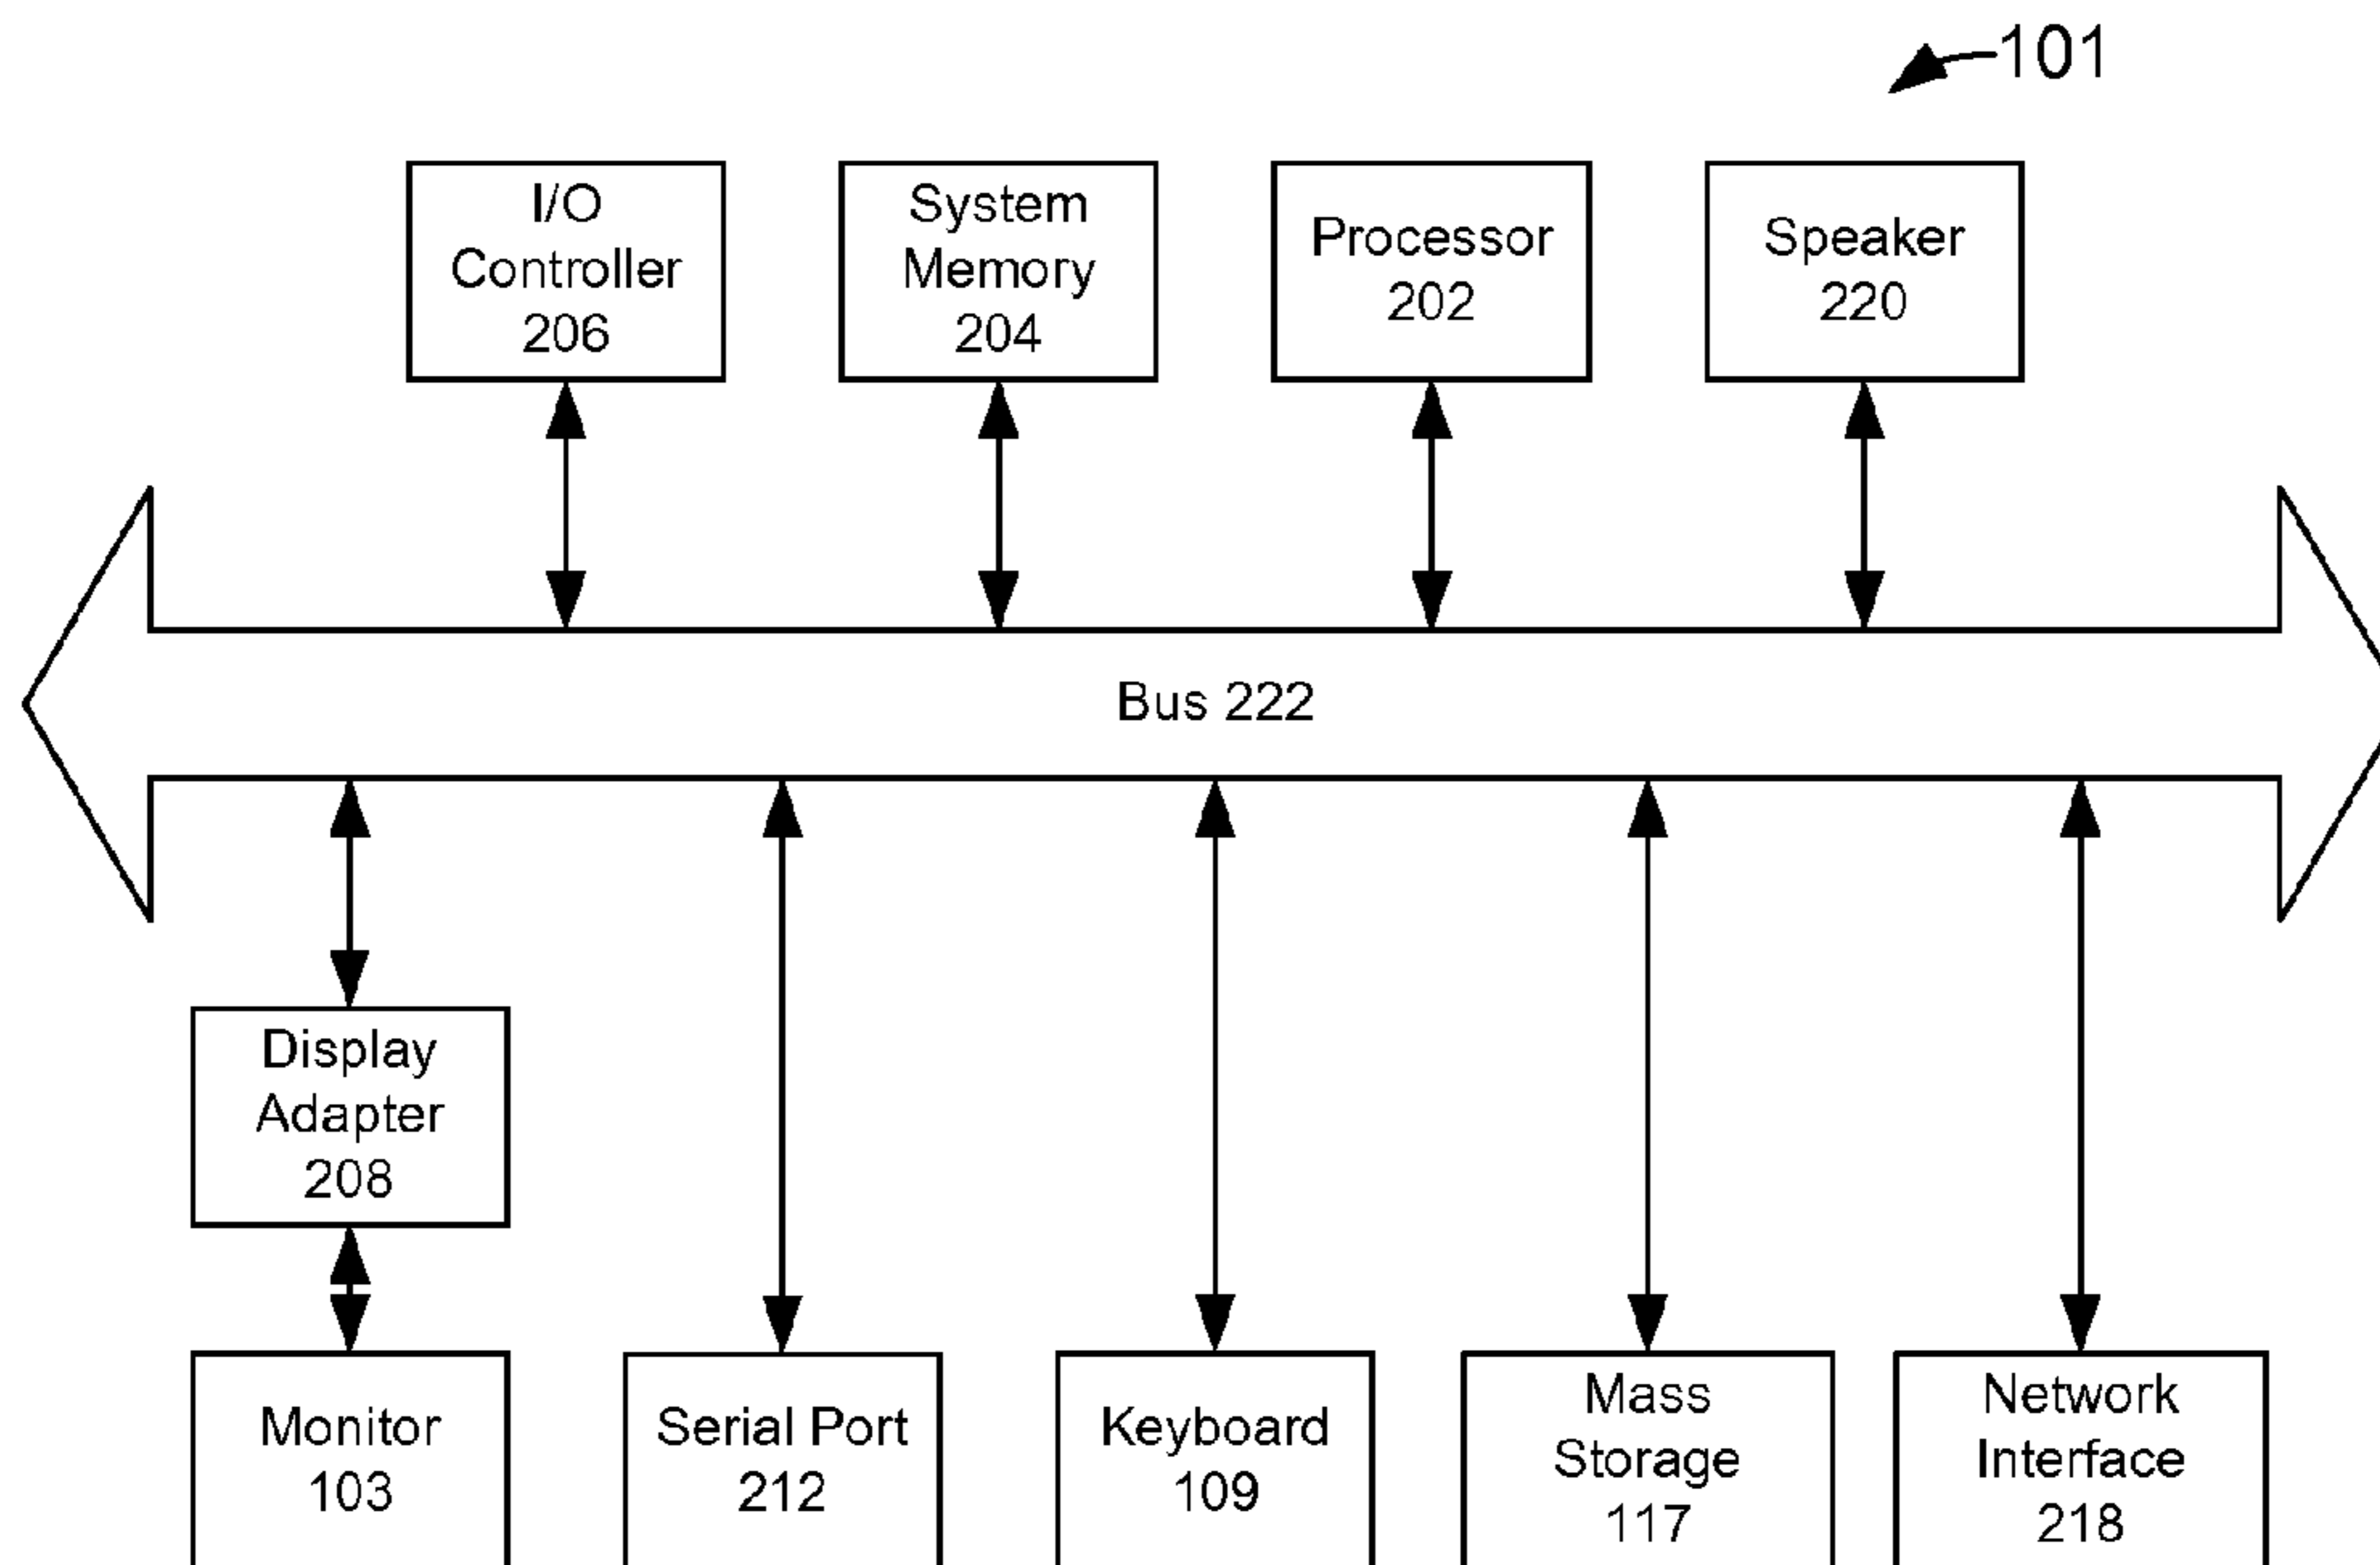 101
I/O
Controller
206
System
Memory
204
Processor
202
Speaker
220
Bus 222
Display
Adapter
208
Monitor
103
Serial Port
212
Keyboard
109
Mass
Storage
117
Network
Interface
218